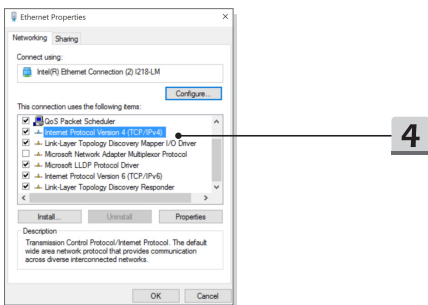 Ethernet Properties
Networking Sharing
Connect using:
Intel(R) Ethernet Connection (2) I218-LM
Configure...
This connection uses the following items:
QoS Packet Scheduler
Internet Protocol Version 4 (TCP/IPv4)
4
Link-Layer Topology Discovery Mapper I/O Driver
Microsoft Network Adapter Multiplexor Protocol
Microsoft LLDP Protocol Driver
Internet Protocol Version 6 (TCP/IPv6)
Link-Layer Topology Discovery Responder
Install... Uninstall Properties
Description
Transmission Control Protocol/Internet Protocol. The default
wide area network protocol that provides communication
across diverse interconnected networks.
OK Cancel